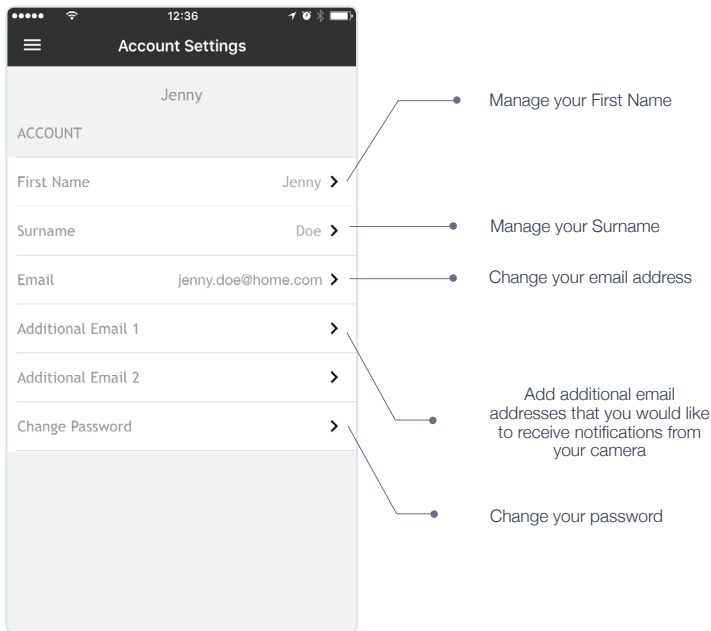 12:36
Account Settings
Jenny
ACCOUNT
First Name Jenny
Manage your First Name
Surname Doe
Manage your Surname
Email jenny.doe@home.com
Change your email address
Additional Email 1
Additional Email 2
Add additional email
addresses that you would like
to receive notifications from
your camera
Change Password
Change your password